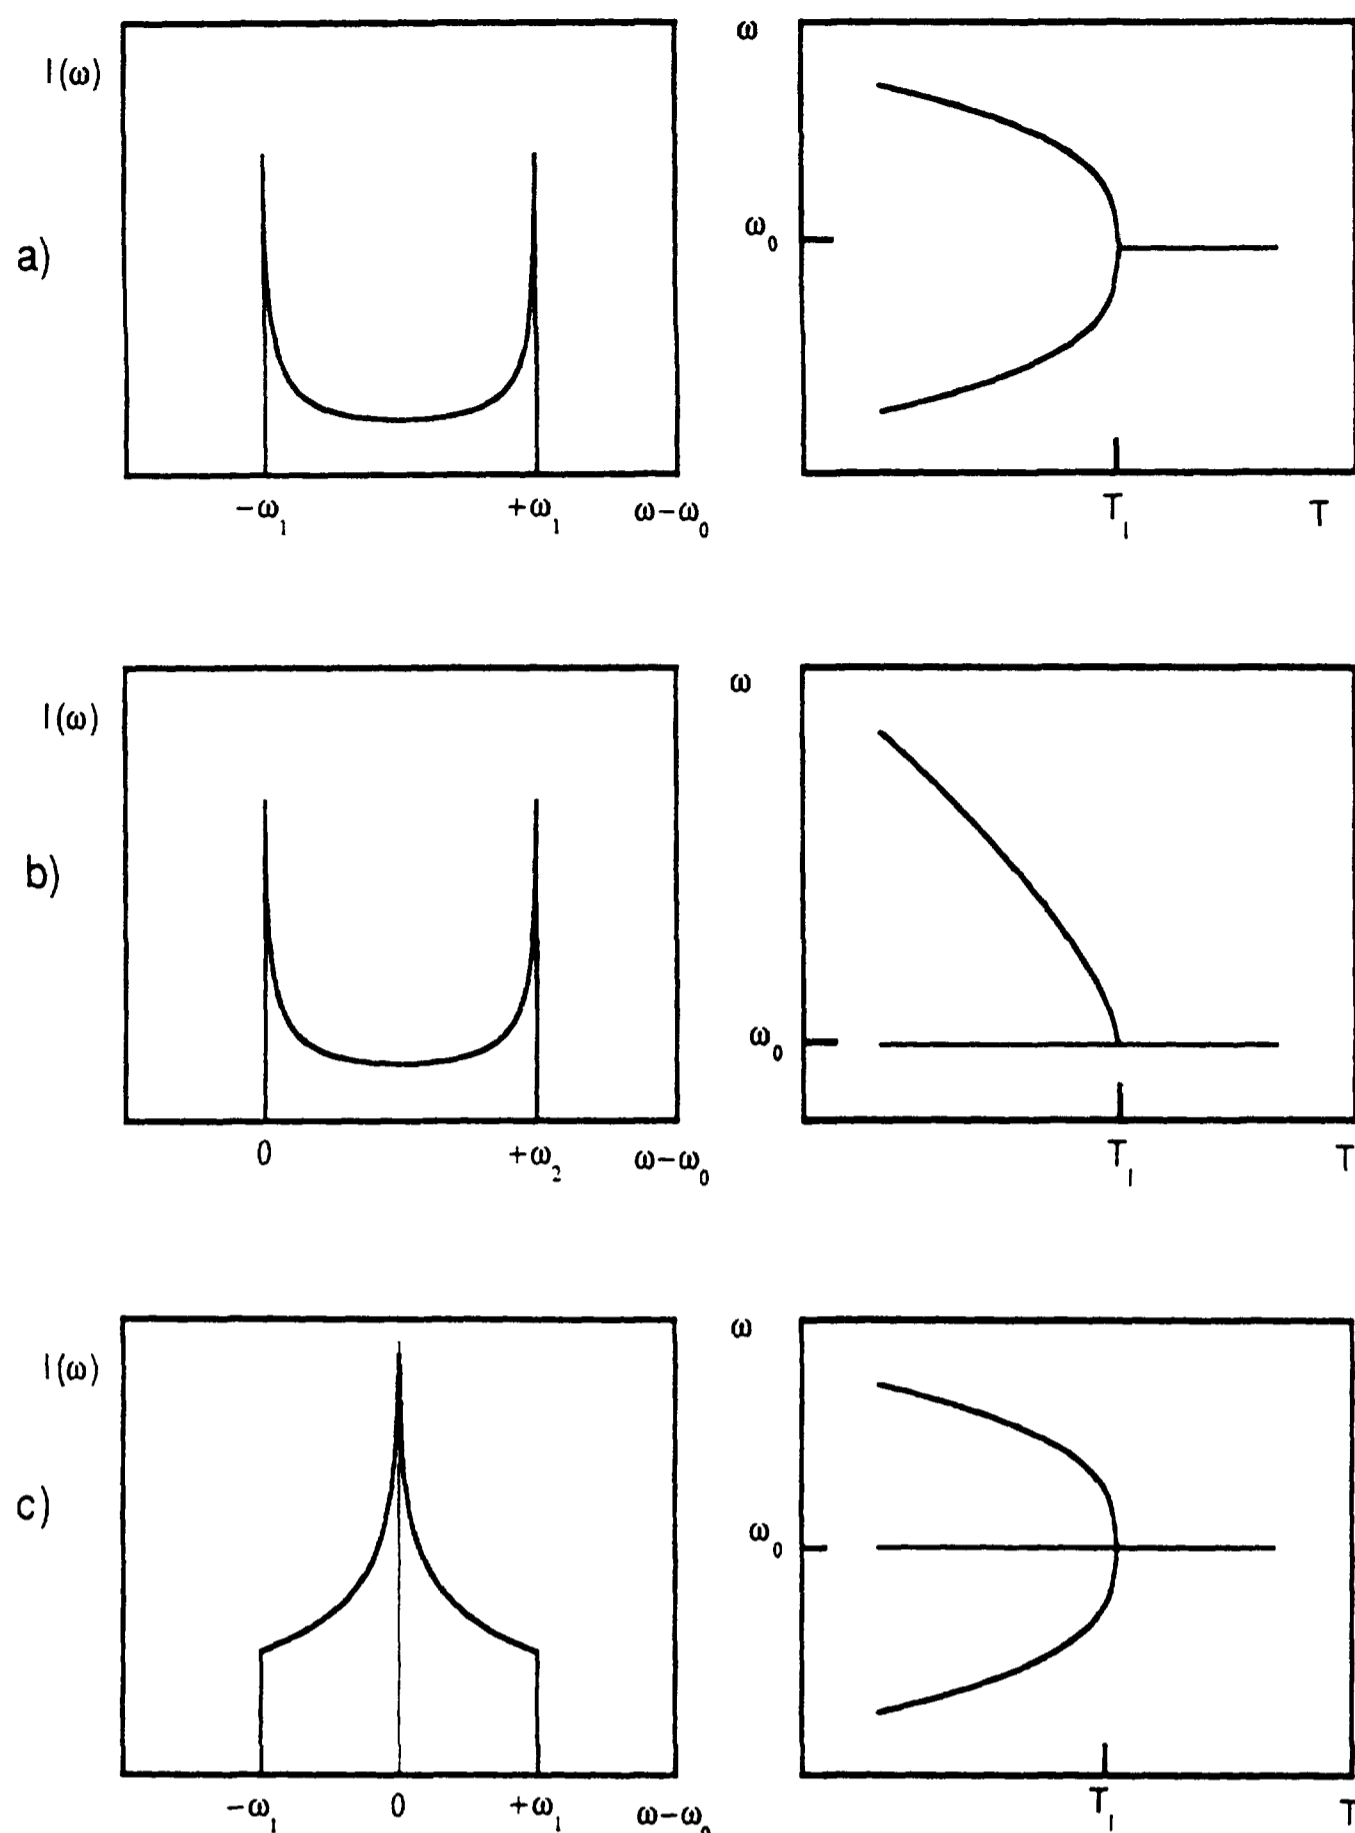 a)
I(ω)
-ω₁ +ω₁ ω-ω₀
ω
ω₀
T₁ T
b)
I(ω)
0 +ω₂ ω-ω₀
ω
ω₀
T₁ T
c)
I(ω)
-ω₁ 0 +ω₁ ω-ω₀
ω
ω₀
T₁ T